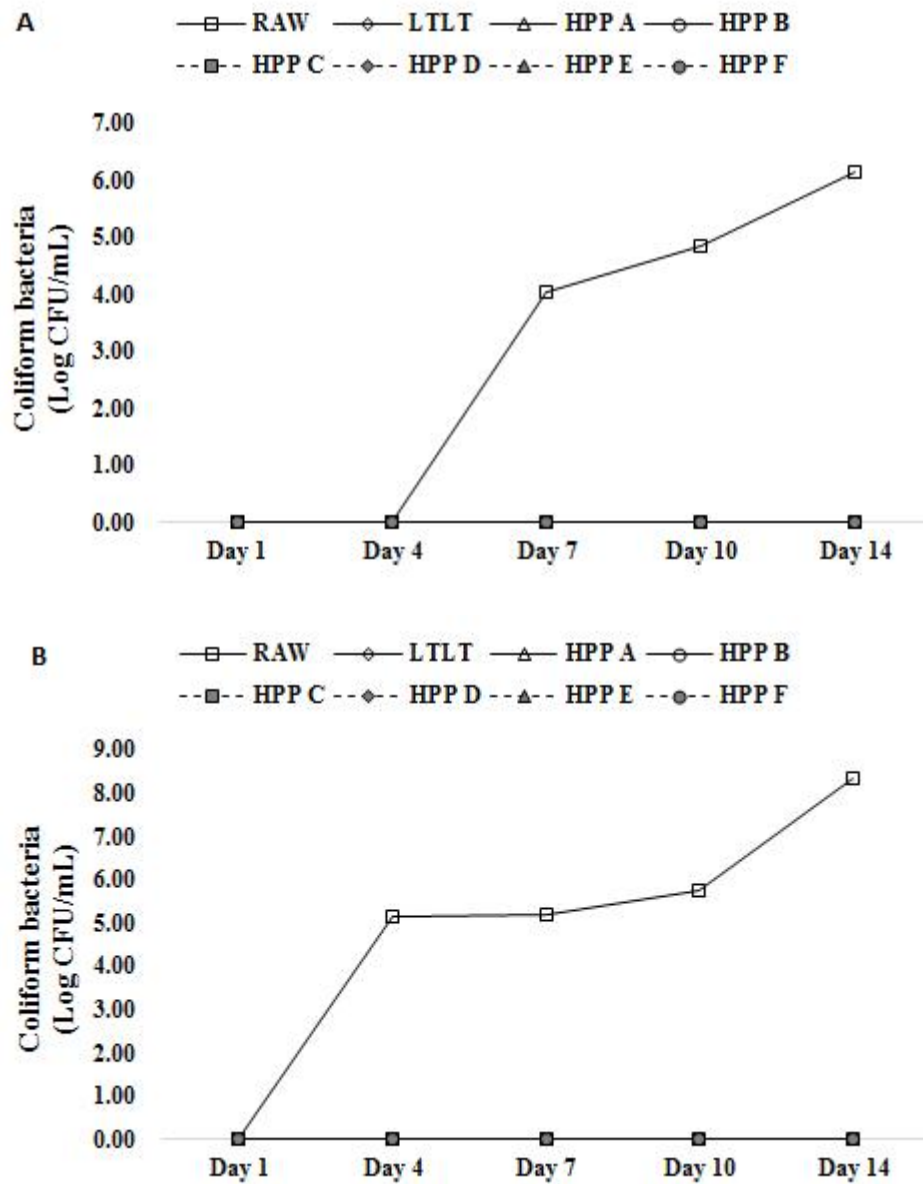 A
RAW LTLT HPP A HPP B
HPP C HPP D HPP E HPP F
Coliform bacteria
(Log CFU/mL)
7.00
6.00
5.00
4.00
3.00
2.00
1.00
0.00
Day 1 Day 4 Day 7 Day 10 Day 14
B
RAW LTLT HPP A HPP B
HPP C HPP D HPP E HPP F
Coliform bacteria
(Log CFU/mL)
9.00
8.00
7.00
6.00
5.00
4.00
3.00
2.00
1.00
0.00
Day 1 Day 4 Day 7 Day 10 Day 14